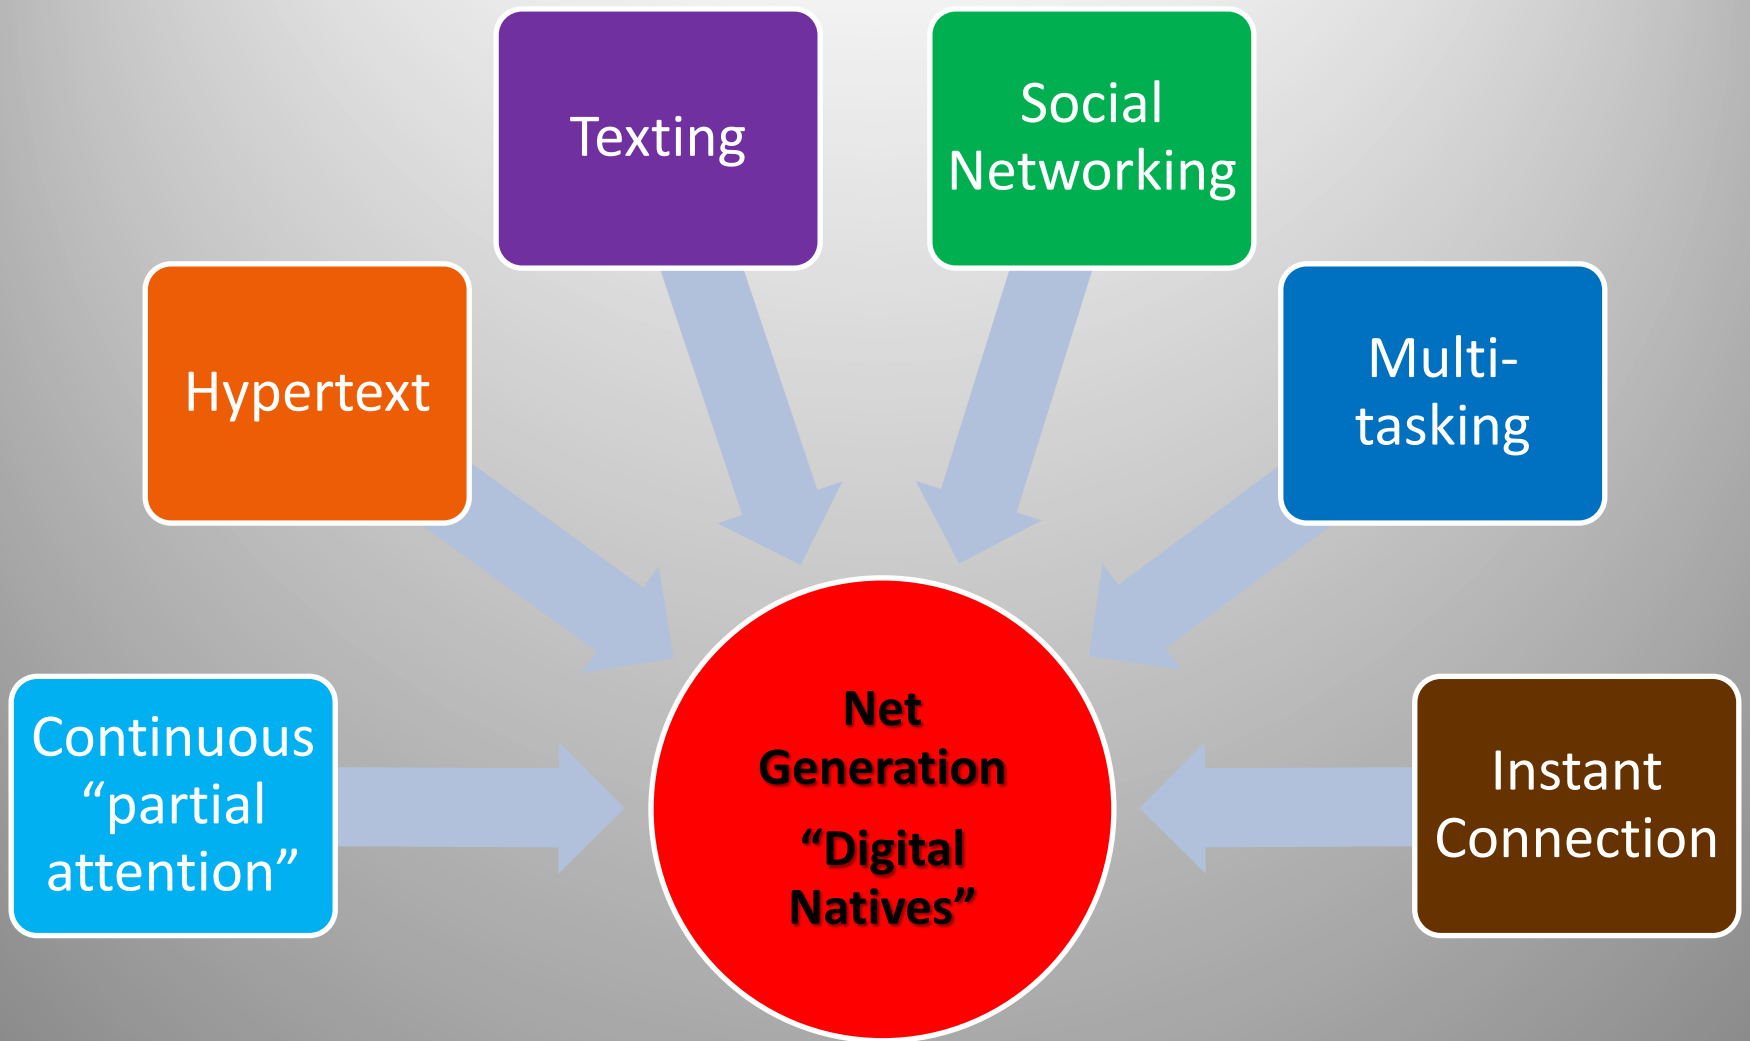 Texting
Social
Networking
Hypertext
Multi-
tasking
Continuous
“partial
attention”
Net
Generation
“Digital
Natives”
Instant
Connection